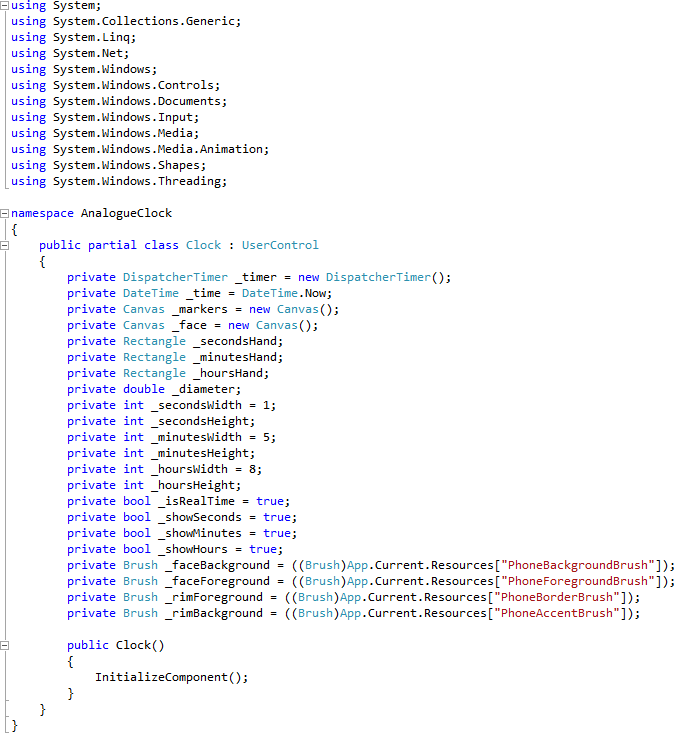 using System;
using System.Collections.Generic;
using System.Linq;
using System.Net;
using System.Windows;
using System.Windows.Controls;
using System.Windows.Documents;
using System.Windows.Input;
using System.Windows.Media;
using System.Windows.Media.Animation;
using System.Windows.Shapes;
using System.Windows.Threading;

namespace AnalogueClock
{
    public partial class Clock : UserControl
    {
        private DispatcherTimer _timer = new DispatcherTimer();
        private DateTime _time = DateTime.Now;
        private Canvas _markers = new Canvas();
        private Canvas _face = new Canvas();
        private Rectangle _secondsHand;
        private Rectangle _minutesHand;
        private Rectangle _hoursHand;
        private double _diameter;
        private int _secondsWidth = 1;
        private int _secondsHeight;
        private int _minutesWidth = 5;
        private int _minutesHeight;
        private int _hoursWidth = 8;
        private int _hoursHeight;
        private bool _isRealTime = true;
        private bool _showSeconds = true;
        private bool _showMinutes = true;
        private bool _showHours = true;
        private Brush _faceBackground = ((Brush)App.Current.Resources["PhoneBackgroundBrush"]);
        private Brush _faceForeground = ((Brush)App.Current.Resources["PhoneForegroundBrush"]);
        private Brush _rimForeground = ((Brush)App.Current.Resources["PhoneBorderBrush"]);
        private Brush _rimBackground = ((Brush)App.Current.Resources["PhoneAccentBrush"]);

        public Clock()
        {
            InitializeComponent();
        }
    }
}